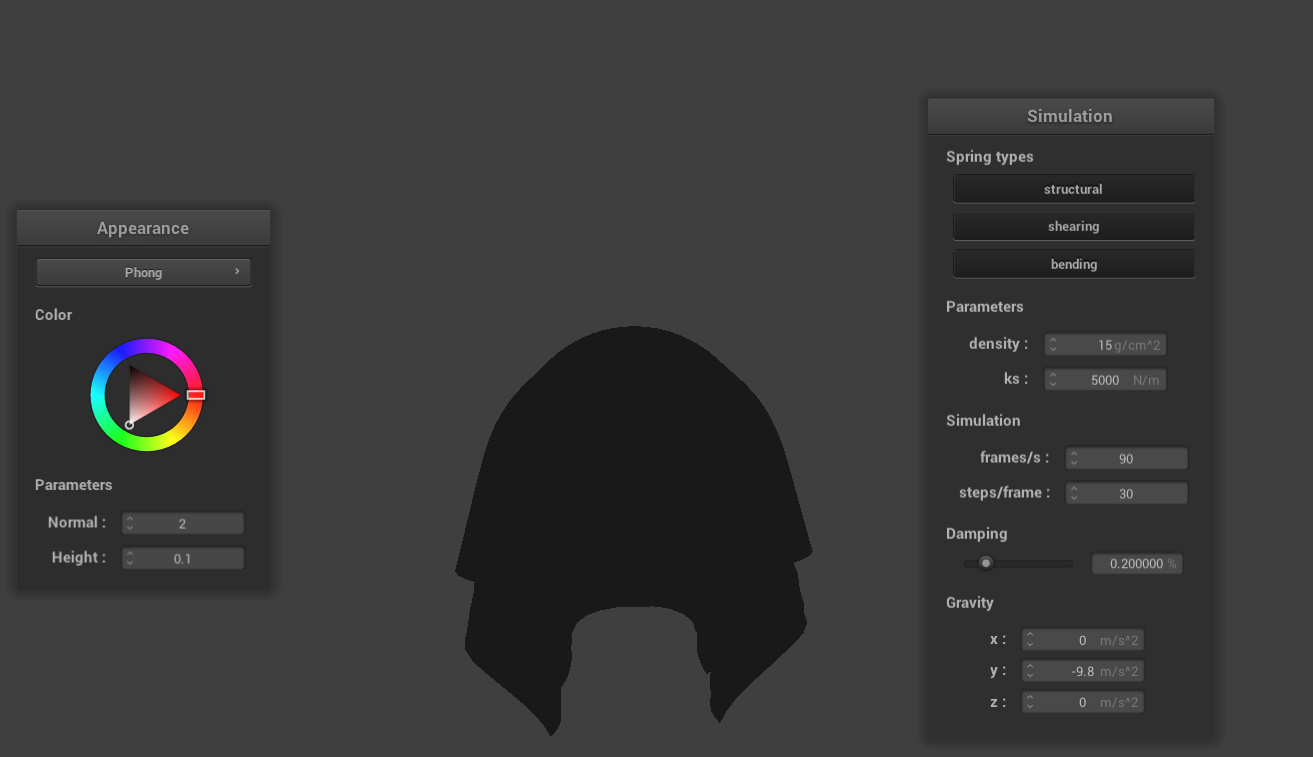 Appearance
Phong
Color
Parameters
Normal : 2
Height : 0.1
Simulation
Spring types
structural
shearing
bending
Parameters
density : 15 g/cm^2
ks : 5000 N/m
Simulation
frames/s : 90
steps/frame : 30
Damping
0.200000 %
Gravity
x : 0 m/s^2
y : -9.8 m/s^2
z : 0 m/s^2